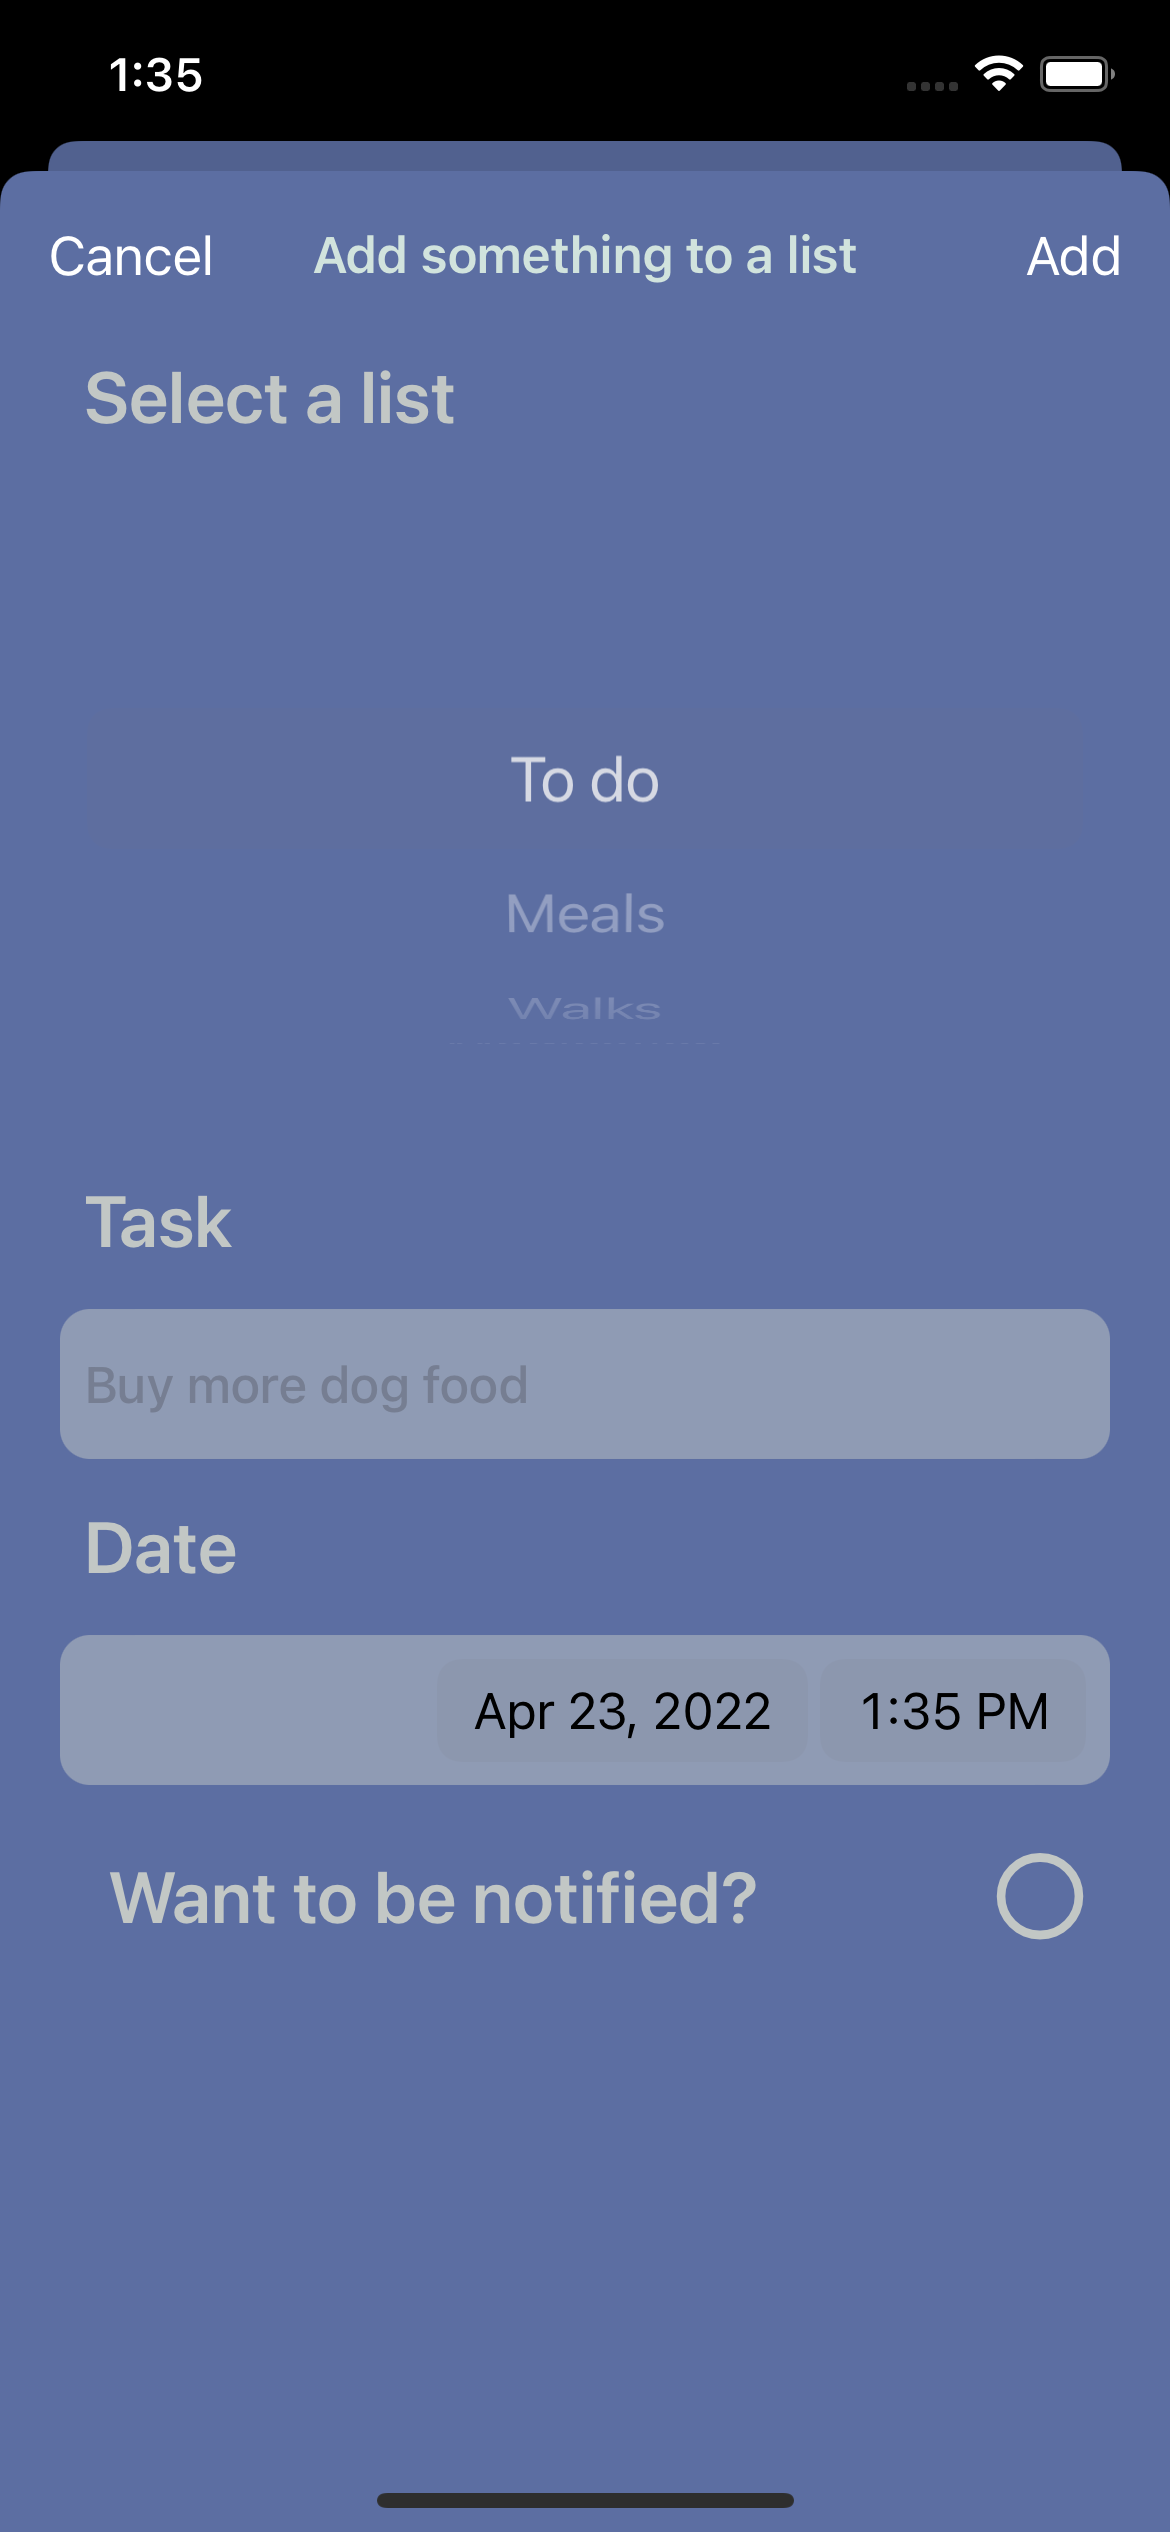 1:35
Cancel Add something to a list Add
Select a list
To do
Meals
Walks
Task
Buy more dog food
Date
Apr 23, 2022 1:35 PM
Want to be notified?